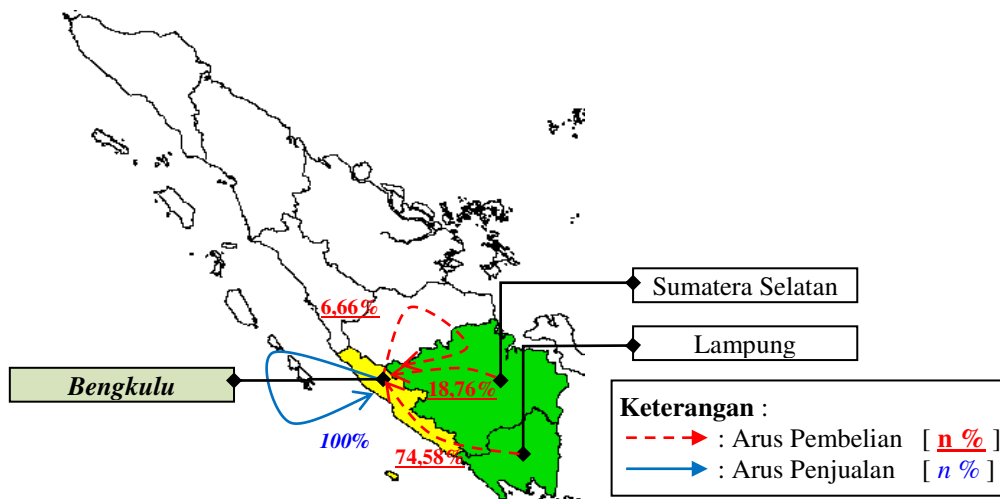 Sumatera Selatan
6,66%
Lampung
Bengkulu
18,76%
100%
74,58%
Keterangan :
: Arus Pembelian [ n % ]
: Arus Penjualan [ n % ]